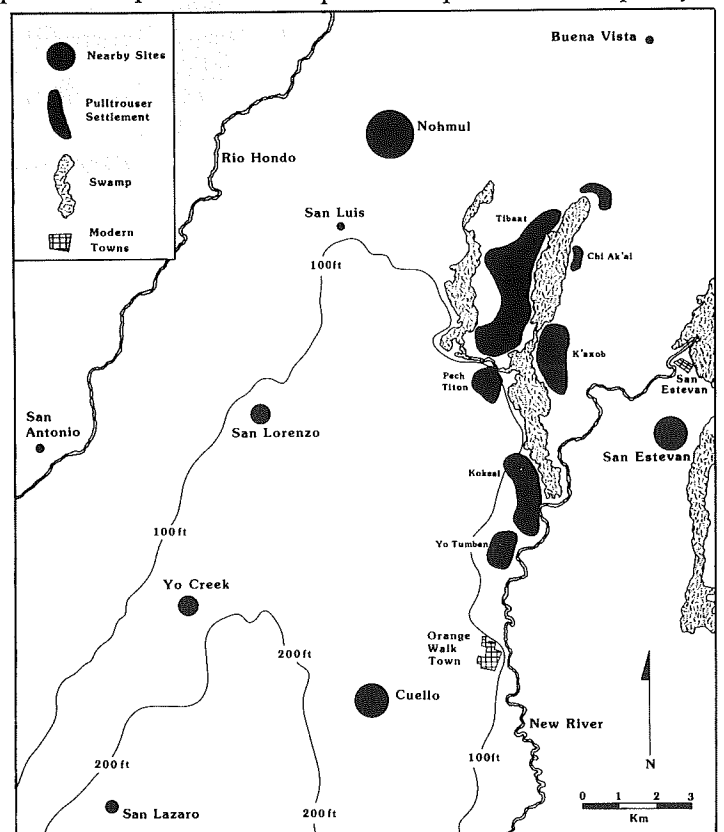 Nearby Sites
Pulltrouser
Settlement
Swamp
Modern
Towns
Buena Vista
Nohmul
Rio Hondo
San Luis
Tibaat
100ft
Chi Ak'al
K'axob
Pech
Titon
San
Estevan
San
Antonio
San Lorenzo
San Estevan
Kokeal
100ft
Yo Tumben
Yo Creek
Orange
Walk
Town
200ft
Cuello
New River
200ft
100ft
N
San Lazaro
200ft
0 1 2 3
Km